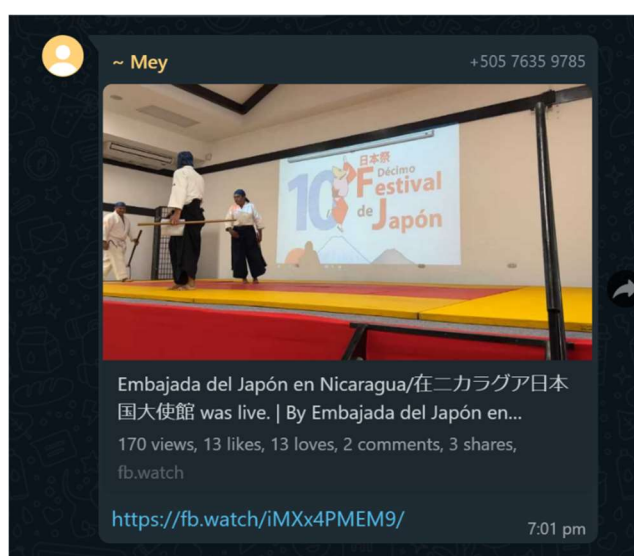 ~ Mey
+505 7635 9785
日本祭
10
Décimo
Festival
de
Japón
Embajada del Japón en Nicaragua/在ニカラグア日本
国大使館 was live. | By Embajada del Japón en...
170 views, 13 likes, 13 loves, 2 comments, 3 shares,
fb.watch
https://fb.watch/iMXx4PMEM9/
7:01 pm